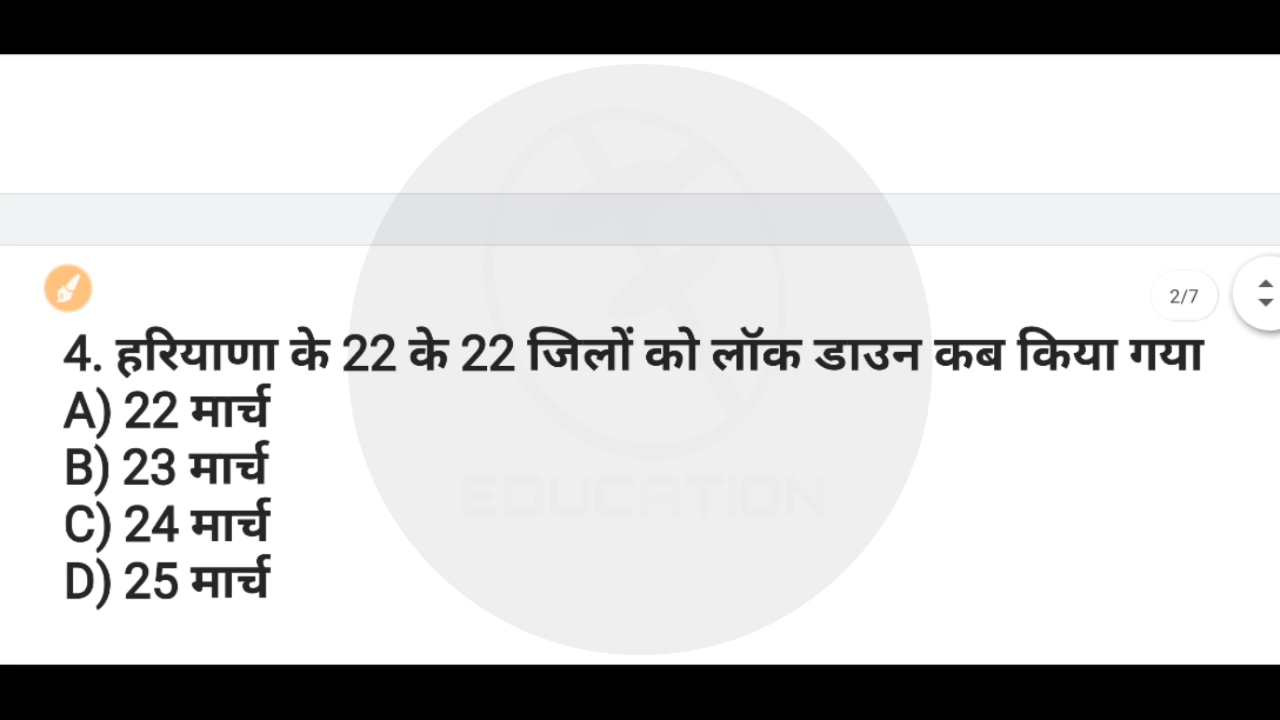 2/7
4. हरियाणा के 22 के 22 जिलों को लॉक डाउन कब किया गया
A) 22 मार्च
B) 23 मार्च
C) 24 मार्च
D) 25 मार्च
EDUCATION